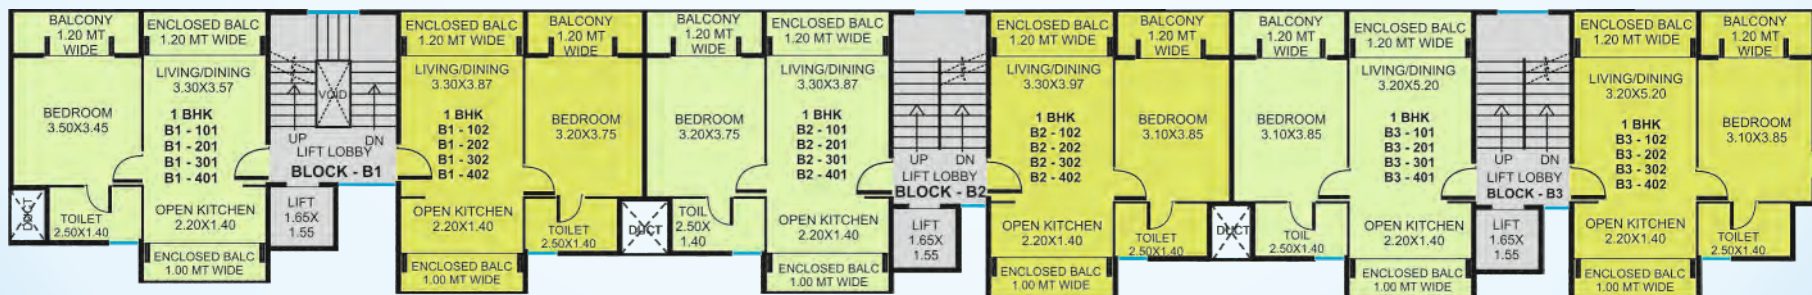 BALCONY
1.20 MT
WIDE
ENCLOSED BALC
1.20 MT WIDE
BEDROOM
3.50X3.45
LIVING/DINING
3.30X3.57
1 BHK
B1 - 101
B1 - 201
B1 - 301
B1 - 401
DUCT
TOILET
2.50X1.40
OPEN KITCHEN
2.20X1.40
ENCLOSED BALC
1.00 MT WIDE
VOID
UP
DN
LIFT LOBBY
BLOCK - B1
LIFT
1.65X
1.55
ENCLOSED BALC
1.20 MT WIDE
BALCONY
1.20 MT
WIDE
LIVING/DINING
3.30X3.87
1 BHK
B1 - 102
B1 - 202
B1 - 302
B1 - 402
BEDROOM
3.20X3.75
OPEN KITCHEN
2.20X1.40
TOILET
2.50X1.40
ENCLOSED BALC
1.00 MT WIDE
DUCT
BALCONY
1.20 MT
WIDE
ENCLOSED BALC
1.20 MT WIDE
BEDROOM
3.20X3.75
LIVING/DINING
3.30X3.87
1 BHK
B2 - 101
B2 - 201
B2 - 301
B2 - 401
TOIL
2.50X
1.40
OPEN KITCHEN
2.20X1.40
ENCLOSED BALC
1.00 MT WIDE
UP
DN
LIFT LOBBY
BLOCK - B2
LIFT
1.65X
1.55
ENCLOSED BALC
1.20 MT WIDE
BALCONY
1.20 MT
WIDE
LIVING/DINING
3.30X3.97
1 BHK
B2 - 102
B2 - 202
B2 - 302
B2 - 402
BEDROOM
3.10X3.85
OPEN KITCHEN
2.20X1.40
TOILET
2.50X1.40
ENCLOSED BALC
1.00 MT WIDE
DUCT
BALCONY
1.20 MT
WIDE
ENCLOSED BALC
1.20 MT WIDE
BEDROOM
3.10X3.85
LIVING/DINING
3.20X5.20
1 BHK
B3 - 101
B3 - 201
B3 - 301
B3 - 401
TOIL
2.50X1.40
OPEN KITCHEN
2.20X1.40
ENCLOSED BALC
1.00 MT WIDE
UP
DN
LIFT LOBBY
BLOCK - B3
LIFT
1.65X
1.55
ENCLOSED BALC
1.20 MT WIDE
BALCONY
1.20 MT
WIDE
LIVING/DINING
3.20X5.20
1 BHK
B3 - 102
B3 - 202
B3 - 302
B3 - 402
BEDROOM
3.10X3.85
OPEN KITCHEN
2.20X1.40
TOILET
2.50X1.40
ENCLOSED BALC
1.00 MT WIDE